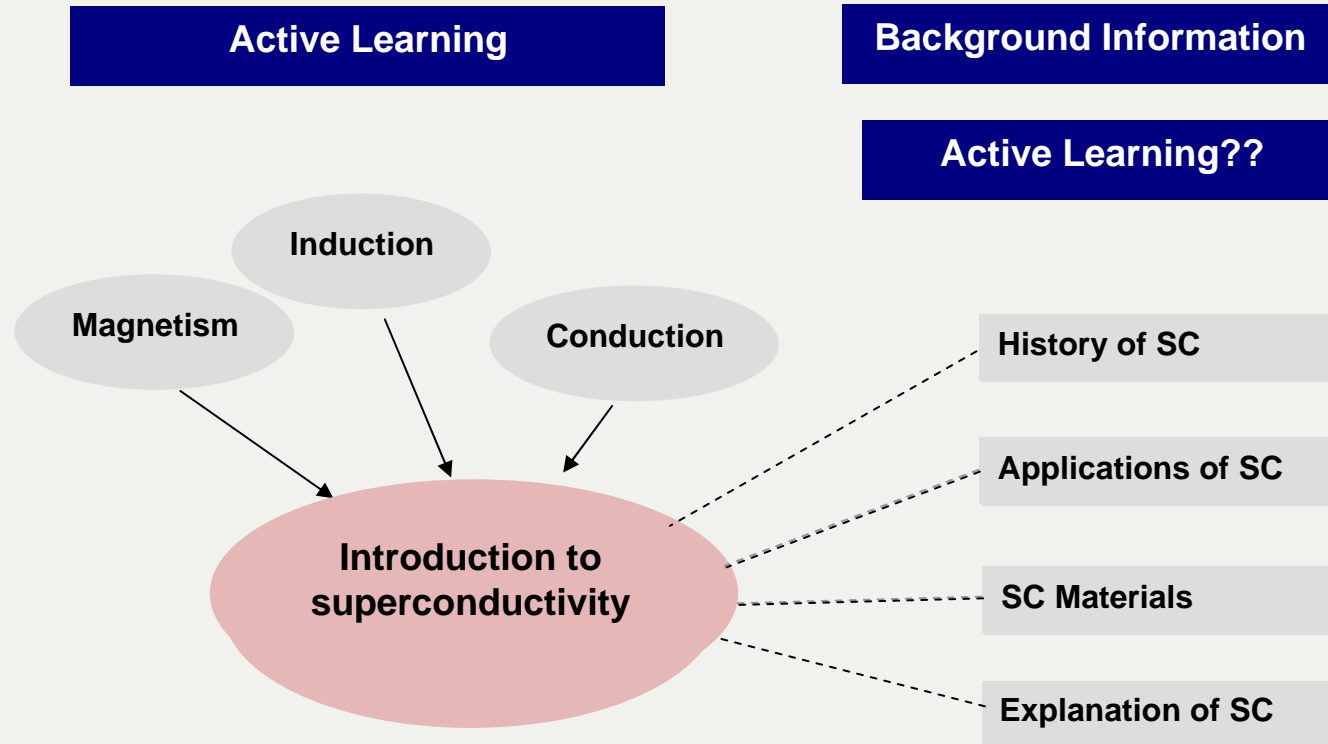 Active Learning
Background Information
Active Learning??
Induction
Magnetism
Conduction
History of SC
Applications of SC
Introduction to
superconductivity
SC Materials
Explanation of SC